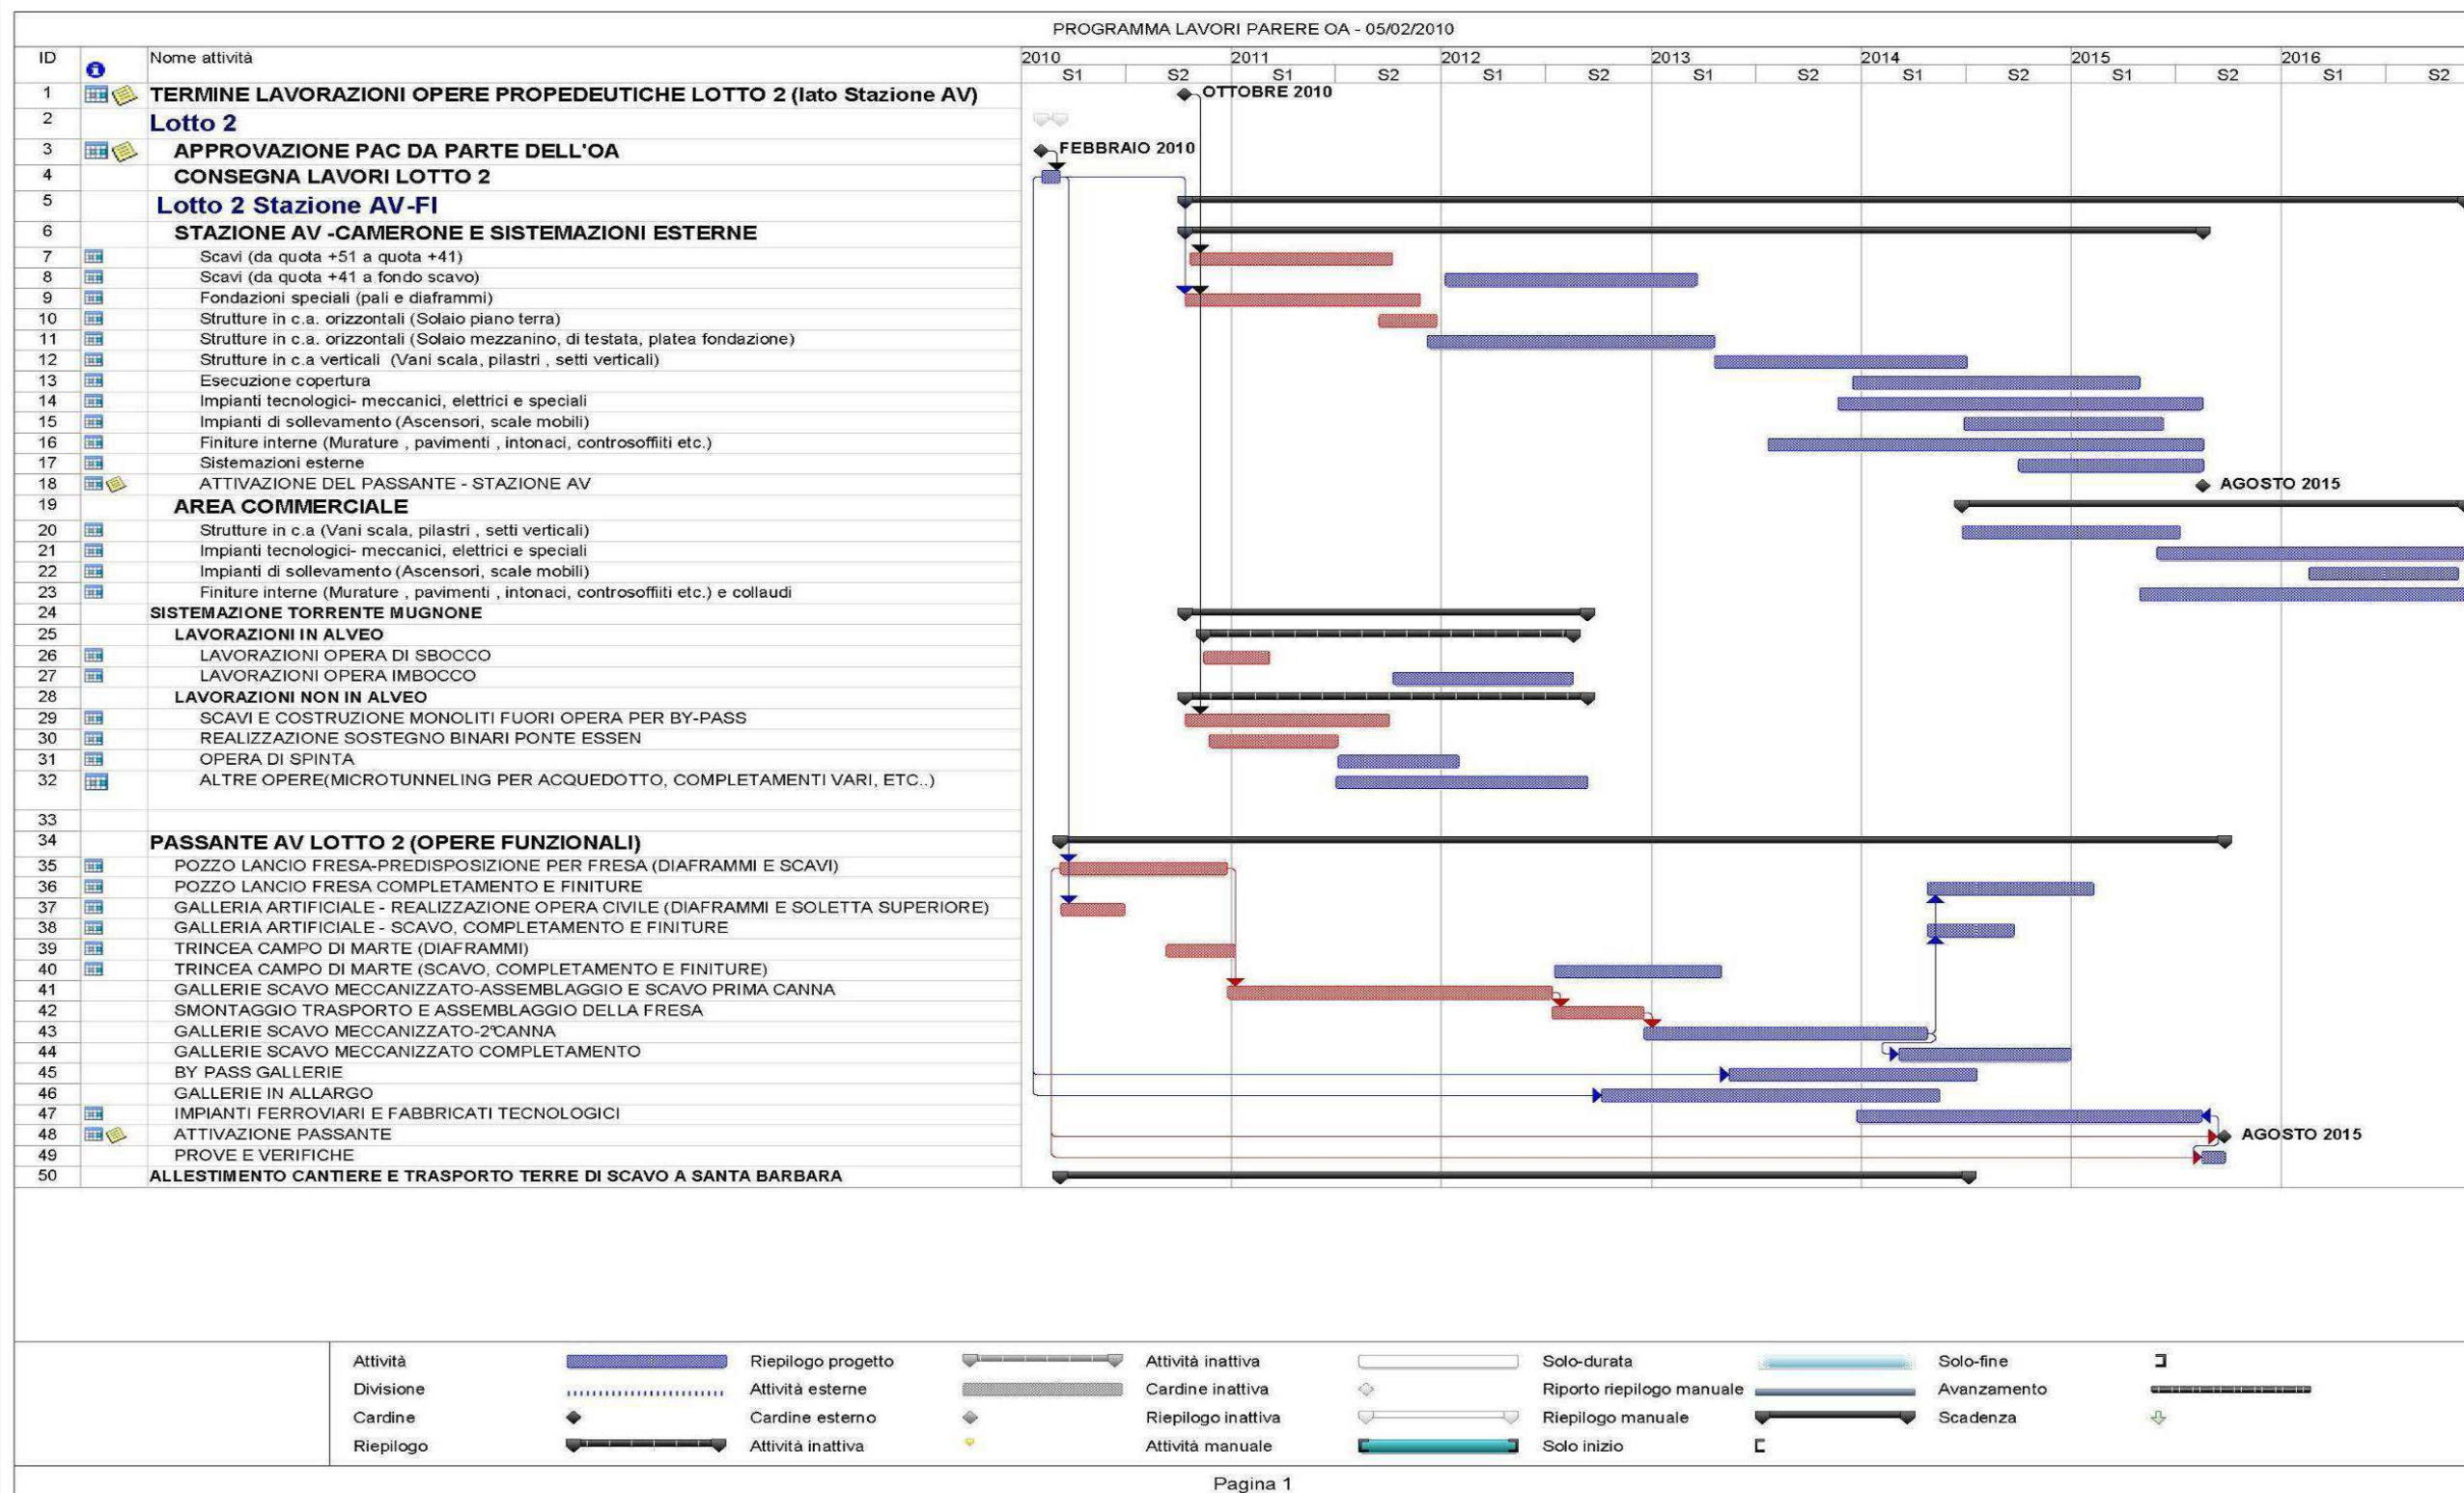 PROGRAMMA LAVORI PARERE OA - 05/02/2010
ID Nome attività 2010 2011 2012 2013 2014 2015 2016
S1 S2 S1 S2 S1 S2 S1 S2 S1 S2 S1 S2 S1 S2
1 TERMINE LAVORAZIONI OPERE PROPEDEUTICHE LOTTO 2 (lato Stazione AV) OTTOBRE 2010
2 Lotto 2
3 APPROVAZIONE PAC DA PARTE DELL'OA FEBBRAIO 2010
4 CONSEGNA LAVORI LOTTO 2
5 Lotto 2 Stazione AV-FI
6 STAZIONE AV -CAMERONE E SISTEMAZIONI ESTERNE
7 Scavi (da quota +51 a quota +41)
8 Scavi (da quota +41 a fondo scavo)
9 Fondazioni speciali (pali e diaframmi)
10 Strutture in c.a. orizzontali (Solaio piano terra)
11 Strutture in c.a. orizzontali (Solaio mezzanino, di testata, platea fondazione)
12 Strutture in c.a verticali (Vani scala, pilastri , setti verticali)
13 Esecuzione copertura
14 Impianti tecnologici- meccanici, elettrici e speciali
15 Impianti di sollevamento (Ascensori, scale mobili)
16 Finiture interne (Murature , pavimenti , intonaci, controsoffiiti etc.)
17 Sistemazioni esterne
18 ATTIVAZIONE DEL PASSANTE - STAZIONE AV AGOSTO 2015
19 AREA COMMERCIALE
20 Strutture in c.a (Vani scala, pilastri , setti verticali)
21 Impianti tecnologici- meccanici, elettrici e speciali
22 Impianti di sollevamento (Ascensori, scale mobili)
23 Finiture interne (Murature , pavimenti , intonaci, controsoffiiti etc.) e collaudi
24 SISTEMAZIONE TORRENTE MUGNONE
25 LAVORAZIONI IN ALVEO
26 LAVORAZIONI OPERA DI SBOCCO
27 LAVORAZIONI OPERA IMBOCCO
28 LAVORAZIONI NON IN ALVEO
29 SCAVI E COSTRUZIONE MONOLITI FUORI OPERA PER BY-PASS
30 REALIZZAZIONE SOSTEGNO BINARI PONTE ESSEN
31 OPERA DI SPINTA
32 ALTRE OPERE(MICROTUNNELING PER ACQUEDOTTO, COMPLETAMENTI VARI, ETC..)
33
34 PASSANTE AV LOTTO 2 (OPERE FUNZIONALI)
35 POZZO LANCIO FRESA-PREDISPOSIZIONE PER FRESA (DIAFRAMMI E SCAVI)
36 POZZO LANCIO FRESA COMPLETAMENTO E FINITURE
37 GALLERIA ARTIFICIALE - REALIZZAZIONE OPERA CIVILE (DIAFRAMMI E SOLETTA SUPERIORE)
38 GALLERIA ARTIFICIALE - SCAVO, COMPLETAMENTO E FINITURE
39 TRINCEA CAMPO DI MARTE (DIAFRAMMI)
40 TRINCEA CAMPO DI MARTE (SCAVO, COMPLETAMENTO E FINITURE)
41 GALLERIE SCAVO MECCANIZZATO-ASSEMBLAGGIO E SCAVO PRIMA CANNA
42 SMONTAGGIO TRASPORTO E ASSEMBLAGGIO DELLA FRESA
43 GALLERIE SCAVO MECCANIZZATO-2°CANNA
44 GALLERIE SCAVO MECCANIZZATO COMPLETAMENTO
45 BY PASS GALLERIE
46 GALLERIE IN ALLARGO
47 IMPIANTI FERROVIARI E FABBRICATI TECNOLOGICI
48 ATTIVAZIONE PASSANTE AGOSTO 2015
49 PROVE E VERIFICHE
50 ALLESTIMENTO CANTIERE E TRASPORTO TERRE DI SCAVO A SANTA BARBARA
Attività Riepilogo progetto Attività inattiva Solo-durata Solo-fine
Divisione Attività esterne Cardine inattiva Riporto riepilogo manuale Avanzamento
Cardine Cardine esterno Riepilogo inattiva Riepilogo manuale Scadenza
Riepilogo Attività inattiva Attività manuale Solo inizio
Pagina 1